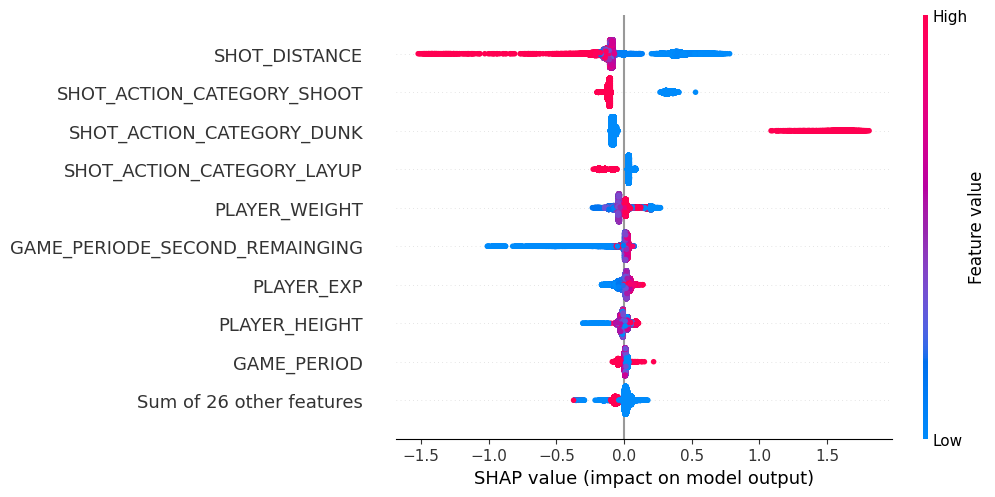 High
SHOT_DISTANCE
SHOT_ACTION_CATEGORY_SHOOT
SHOT_ACTION_CATEGORY_DUNK
SHOT_ACTION_CATEGORY_LAYUP
PLAYER_WEIGHT
GAME_PERIODE_SECOND_REMAINGING
PLAYER_EXP
PLAYER_HEIGHT
GAME_PERIOD
Sum of 26 other features
Feature value
Low
−1.5 −1.0 −0.5 0.0 0.5 1.0 1.5
SHAP value (impact on model output)